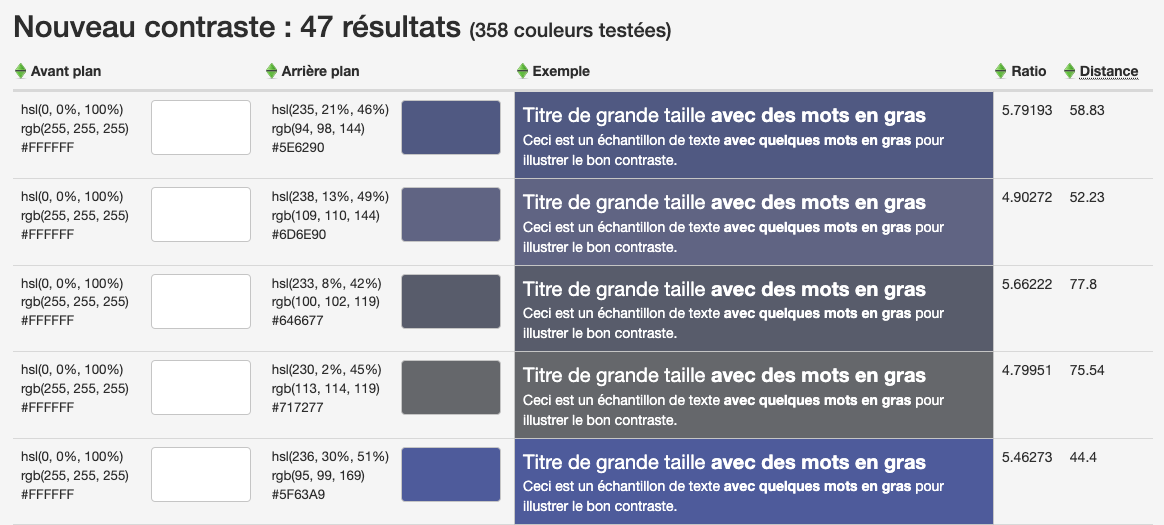 Nouveau contraste : 47 résultats (358 couleurs testées)
Avant plan Arrière plan Exemple Ratio Distance
hsl(0, 0%, 100%)
rgb(255, 255, 255)
#FFFFFF
hsl(235, 21%, 46%)
rgb(94, 98, 144)
#5E6290
Titre de grande taille avec des mots en gras
Ceci est un échantillon de texte avec quelques mots en gras pour
illustrer le bon contraste.
5.79193 58.83
hsl(0, 0%, 100%)
rgb(255, 255, 255)
#FFFFFF
hsl(238, 13%, 49%)
rgb(109, 110, 144)
#6D6E90
Titre de grande taille avec des mots en gras
Ceci est un échantillon de texte avec quelques mots en gras pour
illustrer le bon contraste.
4.90272 52.23
hsl(0, 0%, 100%)
rgb(255, 255, 255)
#FFFFFF
hsl(233, 8%, 42%)
rgb(100, 102, 119)
#646677
Titre de grande taille avec des mots en gras
Ceci est un échantillon de texte avec quelques mots en gras pour
illustrer le bon contraste.
5.66222 77.8
hsl(0, 0%, 100%)
rgb(255, 255, 255)
#FFFFFF
hsl(230, 2%, 45%)
rgb(113, 114, 119)
#717277
Titre de grande taille avec des mots en gras
Ceci est un échantillon de texte avec quelques mots en gras pour
illustrer le bon contraste.
4.79951 75.54
hsl(0, 0%, 100%)
rgb(255, 255, 255)
#FFFFFF
hsl(236, 30%, 51%)
rgb(95, 99, 169)
#5F63A9
Titre de grande taille avec des mots en gras
Ceci est un échantillon de texte avec quelques mots en gras pour
illustrer le bon contraste.
5.46273 44.4